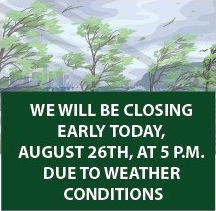 WE WILL BE CLOSING
EARLY TODAY,
AUGUST 26TH, AT 5 P.M.
DUE TO WEATHER
CONDITIONS